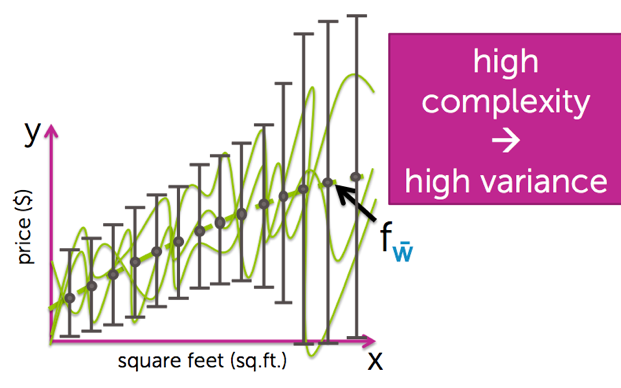 high
complexity
→
high variance
y
price ($)
f w̄
square feet (sq.ft.)
x